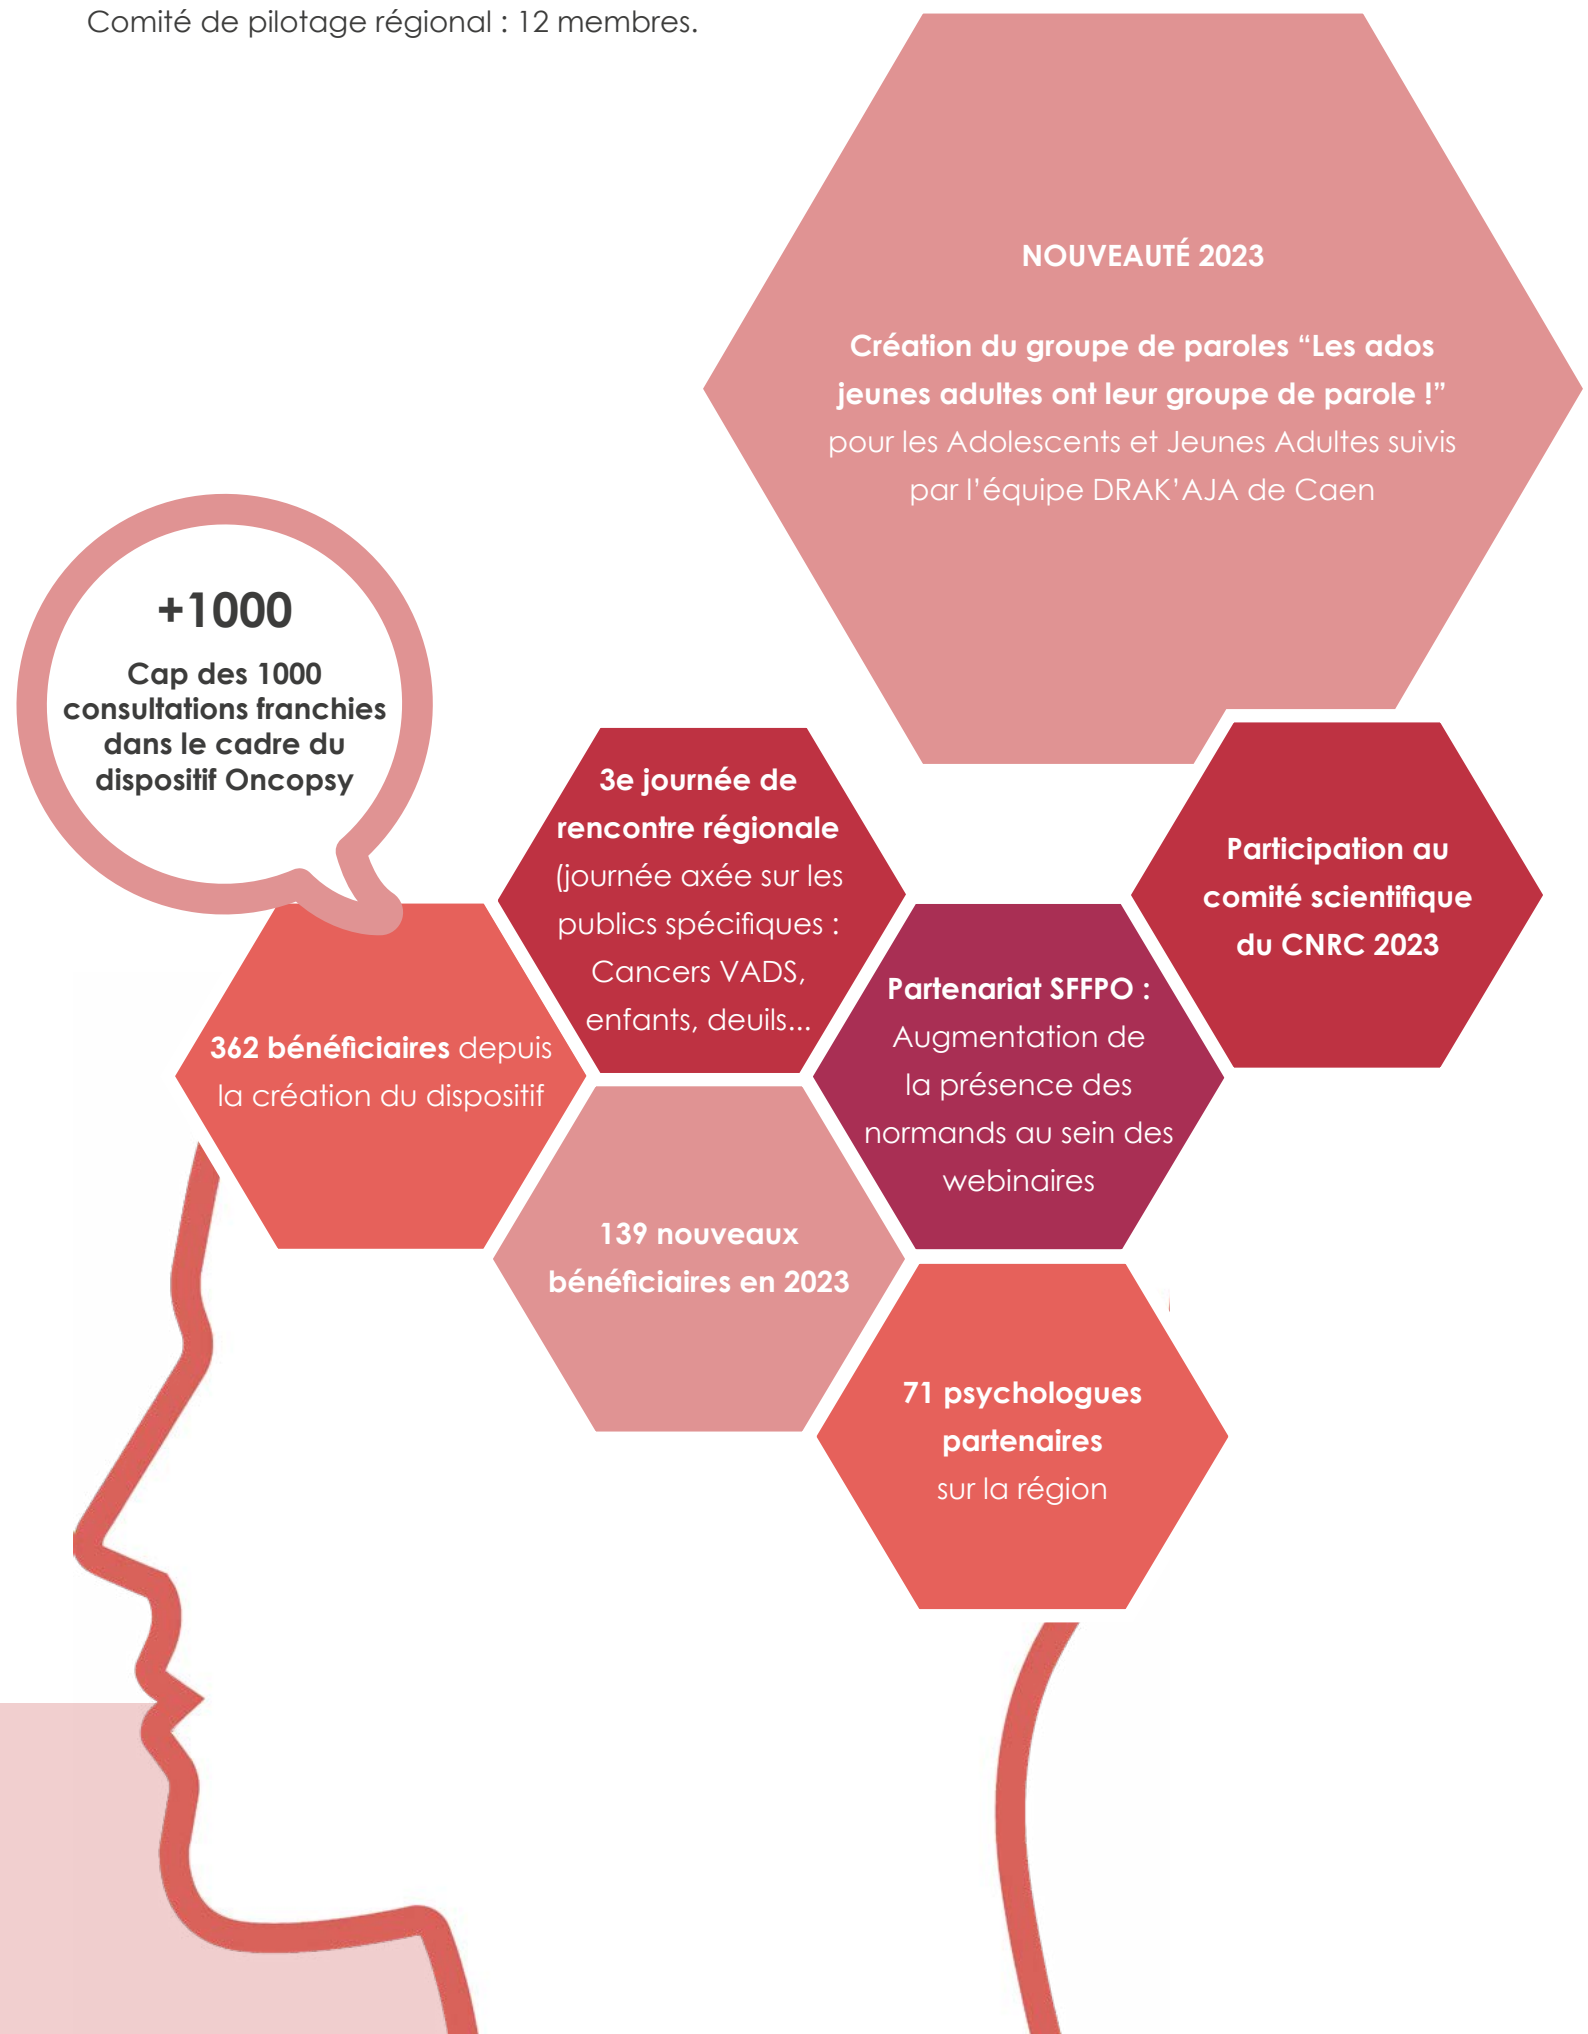 Comité de pilotage régional : 12 membres.
NOUVEAUTÉ 2023
Création du groupe de paroles “Les ados
jeunes adultes ont leur groupe de parole !”
pour les Adolescents et Jeunes Adultes suivis
par l’équipe DRAK’AJA de Caen
+1000
Cap des 1000
consultations franchies
dans le cadre du
dispositif Oncopsy
3e journée de
rencontre régionale
(journée axée sur les
publics spécifiques :
Cancers VADS,
enfants, deuils...
Participation au
comité scientifique
du CNRC 2023
362 bénéficiaires depuis
la création du dispositif
Partenariat SFFPO :
Augmentation de
la présence des
normands au sein des
webinaires
139 nouveaux
bénéficiaires en 2023
71 psychologues
partenaires
sur la région